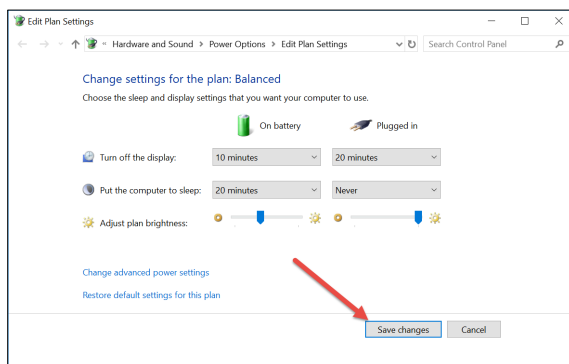 Edit Plan Settings
« Hardware and Sound > Power Options > Edit Plan Settings Search Control Panel
Change settings for the plan: Balanced
Choose the sleep and display settings that you want your computer to use.
On battery Plugged in
Turn off the display: 10 minutes 20 minutes
Put the computer to sleep: 20 minutes Never
Adjust plan brightness:
Change advanced power settings
Restore default settings for this plan
Save changes Cancel